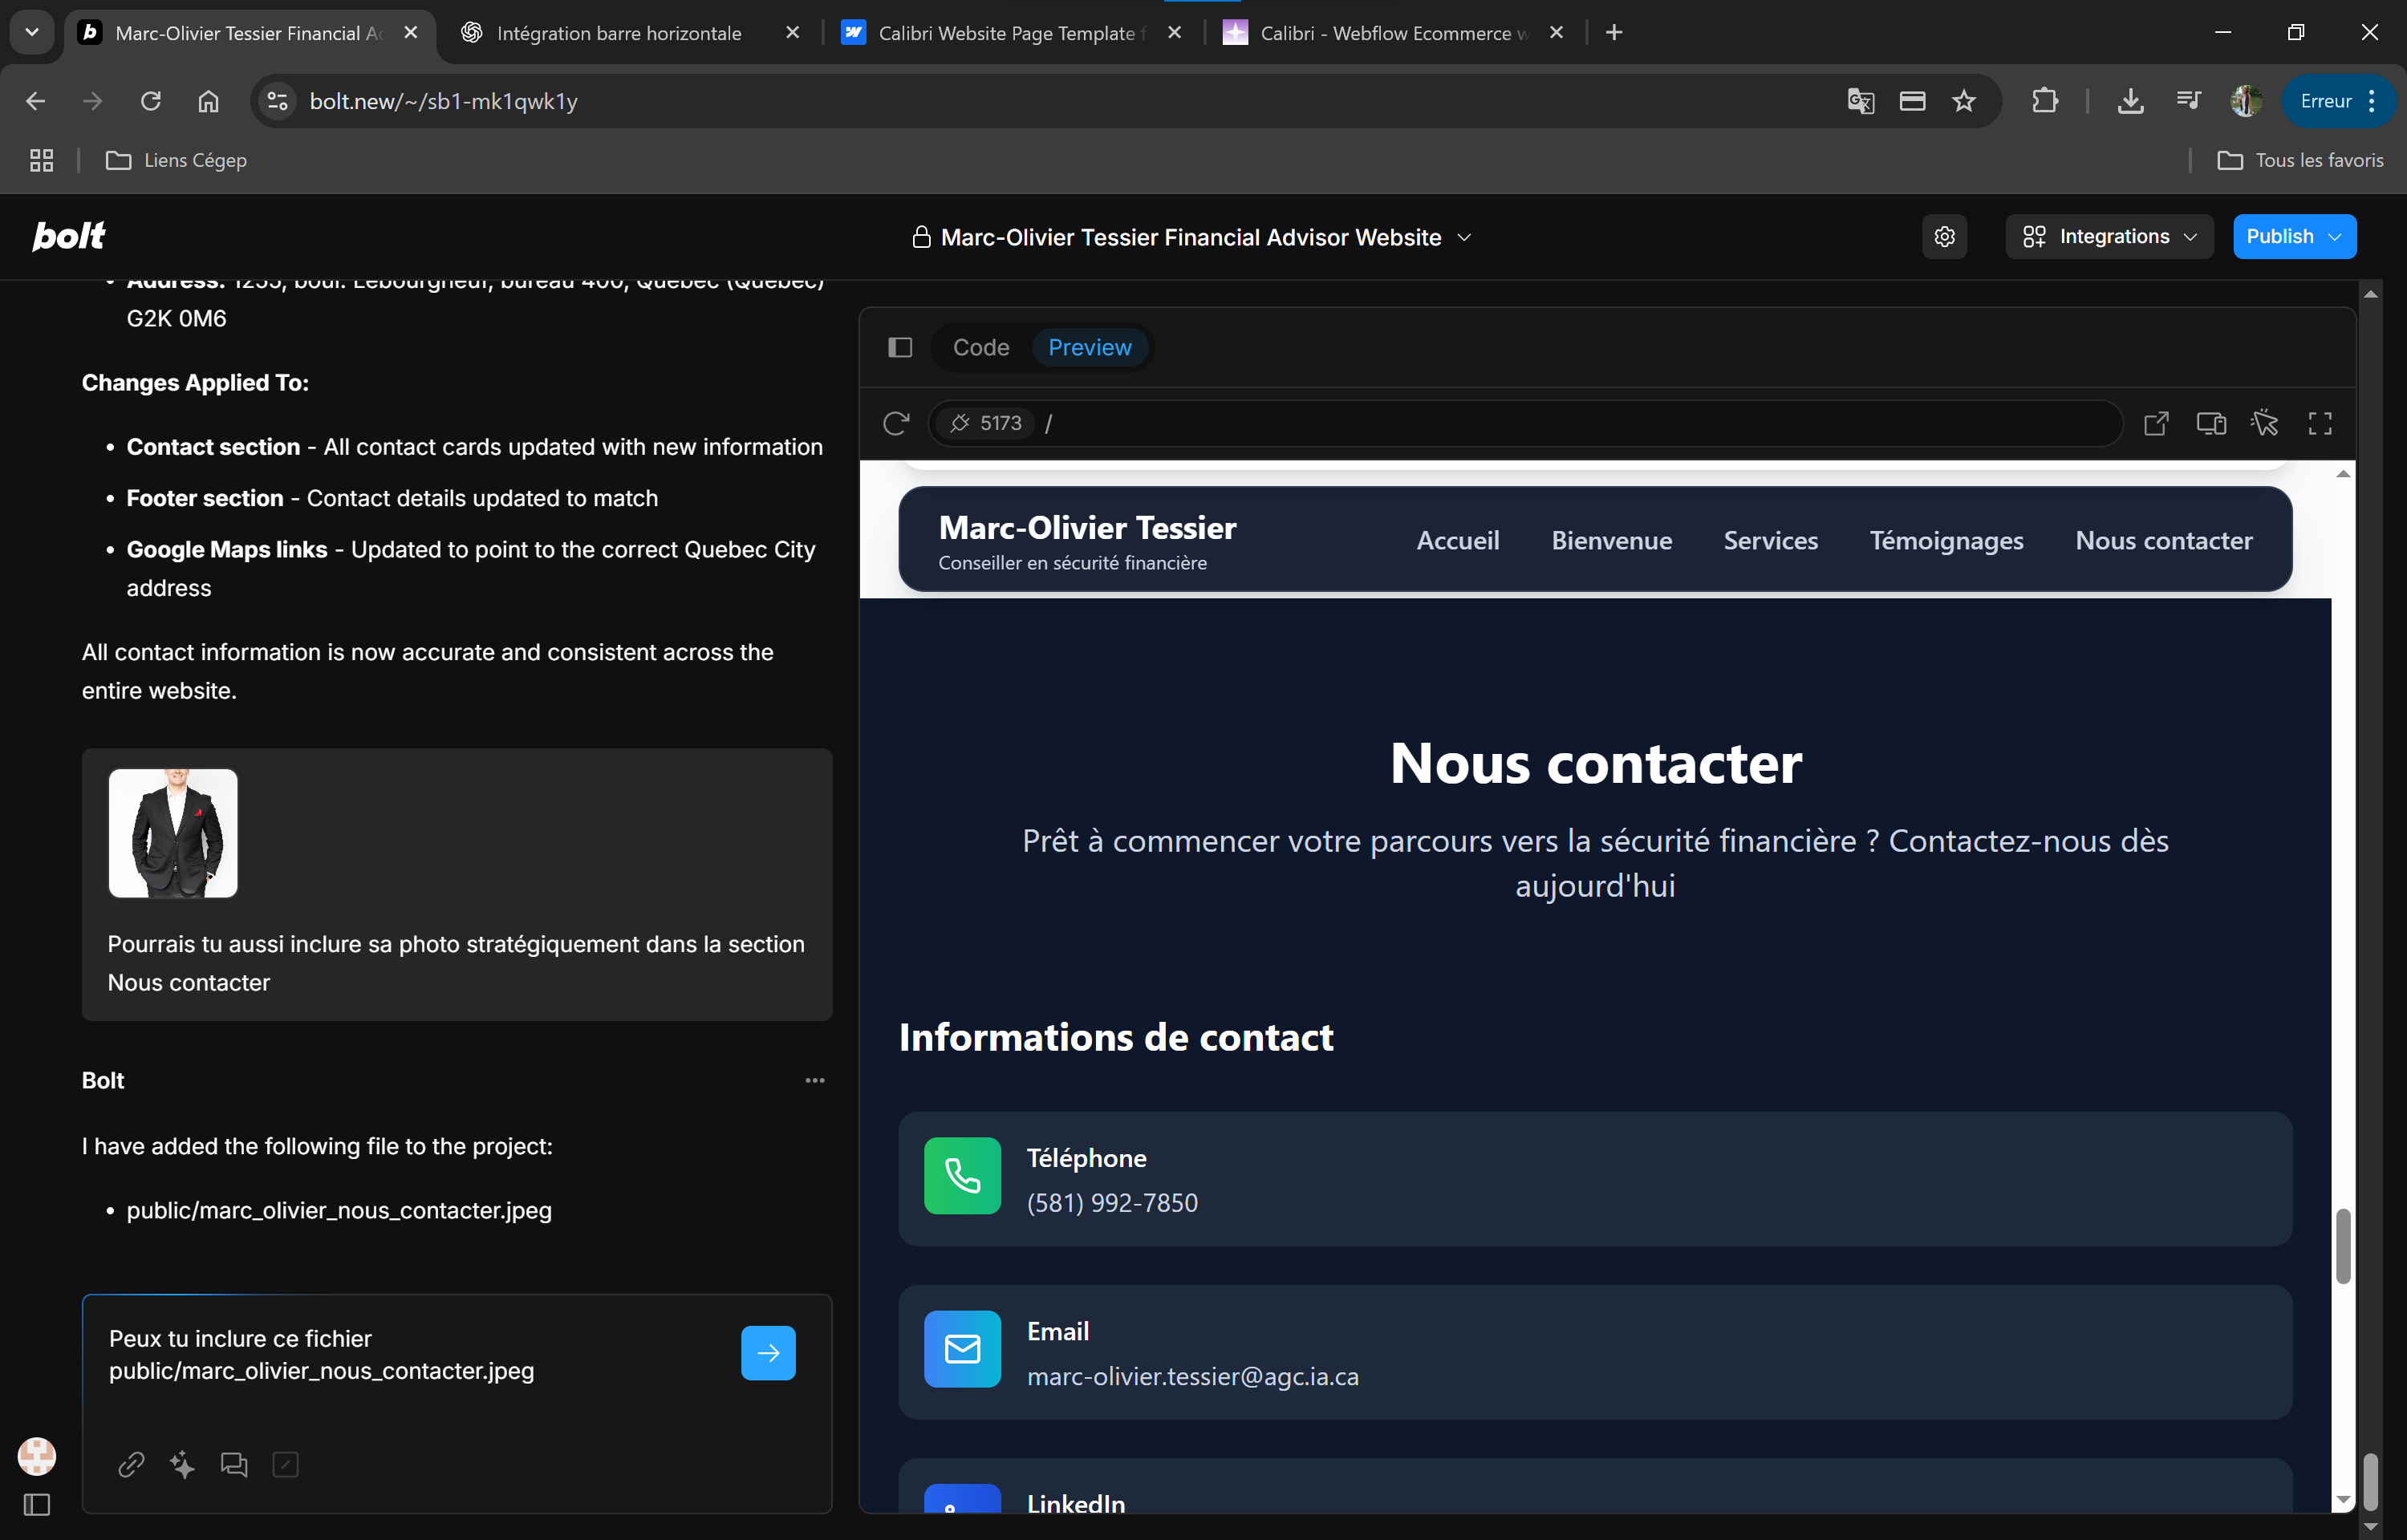 Marc-Olivier Tessier Financial Ad
Intégration barre horizontale
Calibri Website Page Template f
Calibri - Webflow Ecommerce w
bolt.new/~/sb1-mk1qwk1y
Erreur
Liens Cégep
Tous les favoris
bolt
Marc-Olivier Tessier Financial Advisor Website
Integrations
Publish
Address: 1255, boul. Lebourgneuf, bureau 400, Québec (Québec)
G2K 0M6
Changes Applied To:
Contact section - All contact cards updated with new information
Footer section - Contact details updated to match
Google Maps links - Updated to point to the correct Quebec City
address
All contact information is now accurate and consistent across the
entire website.
Pourrais tu aussi inclure sa photo stratégiquement dans la section
Nous contacter
Bolt
I have added the following file to the project:
public/marc_olivier_nous_contacter.jpeg
Peux tu inclure ce fichier
public/marc_olivier_nous_contacter.jpeg
Code
Preview
5173 /
Marc-Olivier Tessier
Conseiller en sécurité financière
Accueil
Bienvenue
Services
Témoignages
Nous contacter
Nous contacter
Prêt à commencer votre parcours vers la sécurité financière ? Contactez-nous dès
aujourd'hui
Informations de contact
Téléphone
(581) 992-7850
Email
marc-olivier.tessier@agc.ia.ca
LinkedIn